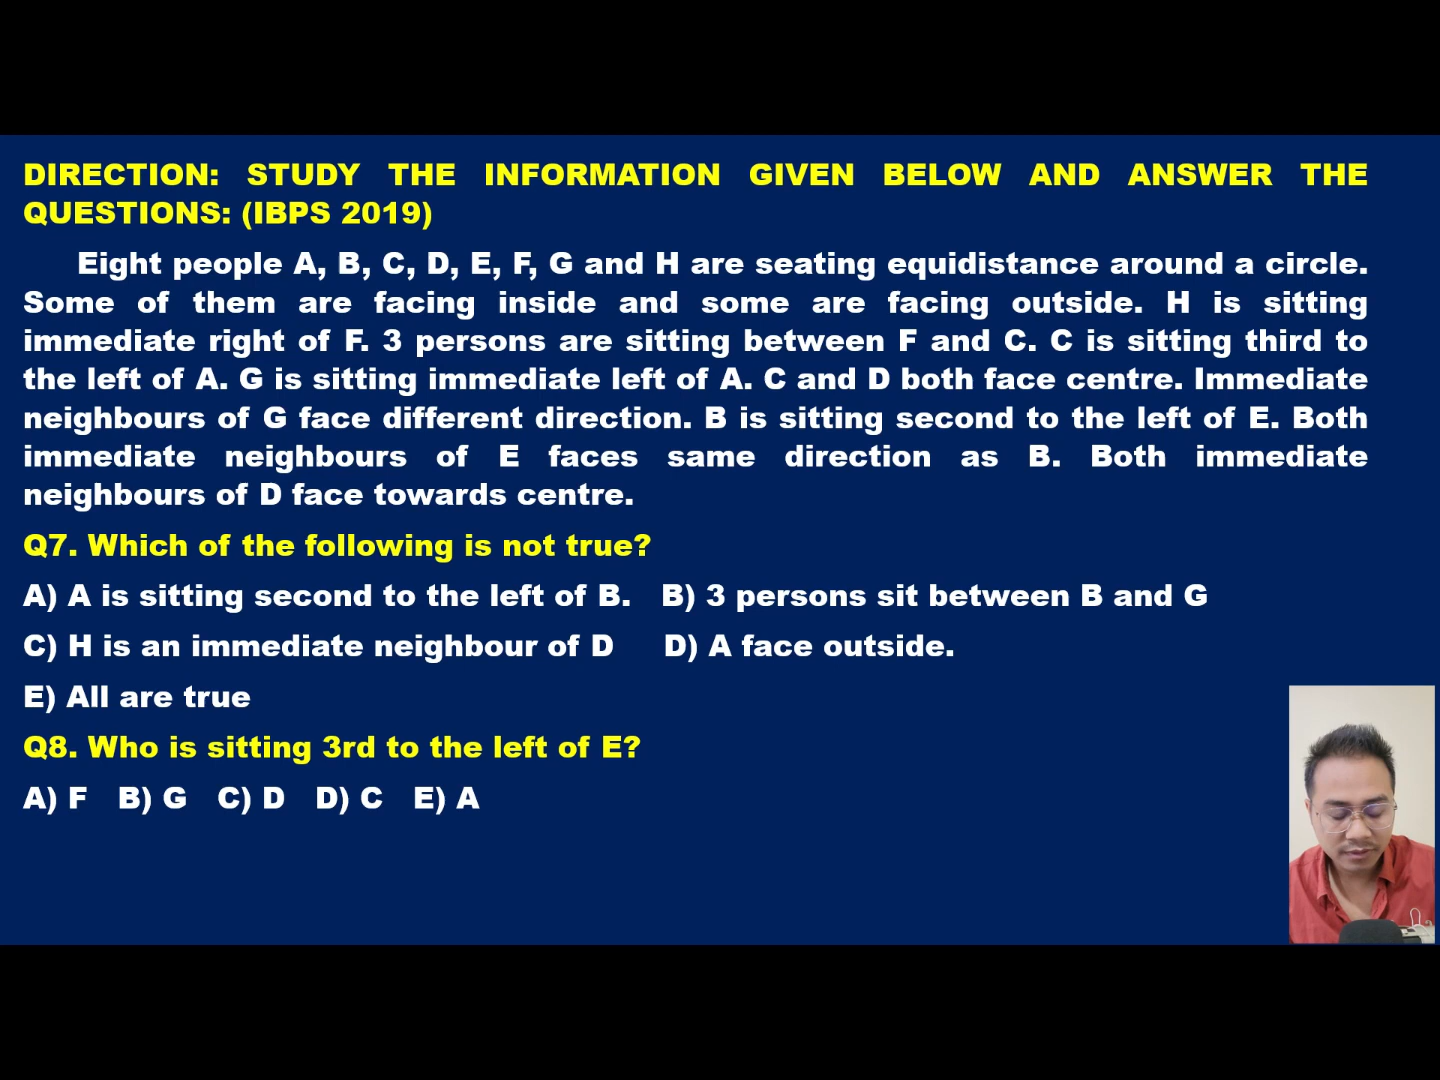 DIRECTION: STUDY THE INFORMATION GIVEN BELOW AND ANSWER THE
QUESTIONS: (IBPS 2019)
Eight people A, B, C, D, E, F, G and H are seating equidistance around a circle.
Some of them are facing inside and some are facing outside. H is sitting
immediate right of F. 3 persons are sitting between F and C. C is sitting third to
the left of A. G is sitting immediate left of A. C and D both face centre. Immediate
neighbours of G face different direction. B is sitting second to the left of E. Both
immediate neighbours of E faces same direction as B. Both immediate
neighbours of D face towards centre.
Q7. Which of the following is not true?
A) A is sitting second to the left of B. B) 3 persons sit between B and G
C) H is an immediate neighbour of D D) A face outside.
E) All are true
Q8. Who is sitting 3rd to the left of E?
A) F B) G C) D D) C E) A